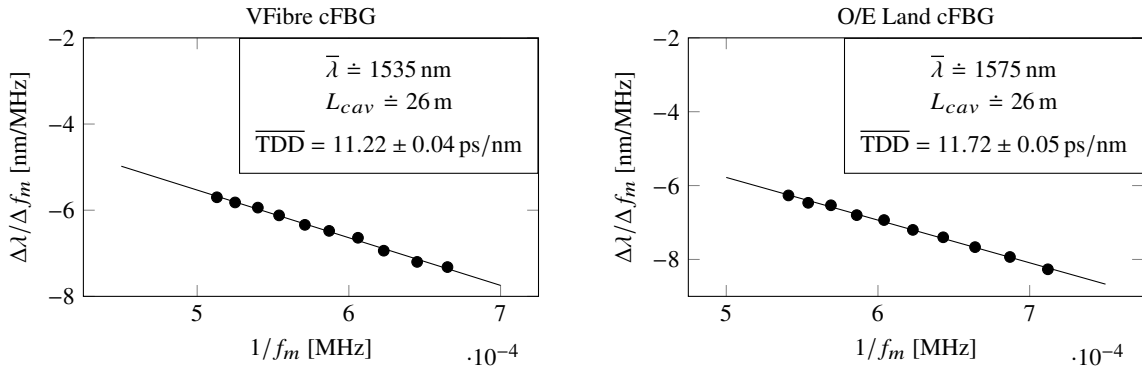 VFibre cFBG
−2
−4
−6
−8
Δλ/Δf_m [nm/MHz]
λ̅ ≐ 1535 nm
L_cav ≐ 26 m
T̅D̅D̅ = 11.22 ± 0.04 ps/nm
5 6 7
·10⁻⁴
1/f_m [MHz]
O/E Land cFBG
−2
−4
−6
−8
Δλ/Δf_m [nm/MHz]
λ̅ ≐ 1575 nm
L_cav ≐ 26 m
T̅D̅D̅ = 11.72 ± 0.05 ps/nm
5 6 7
·10⁻⁴
1/f_m [MHz]